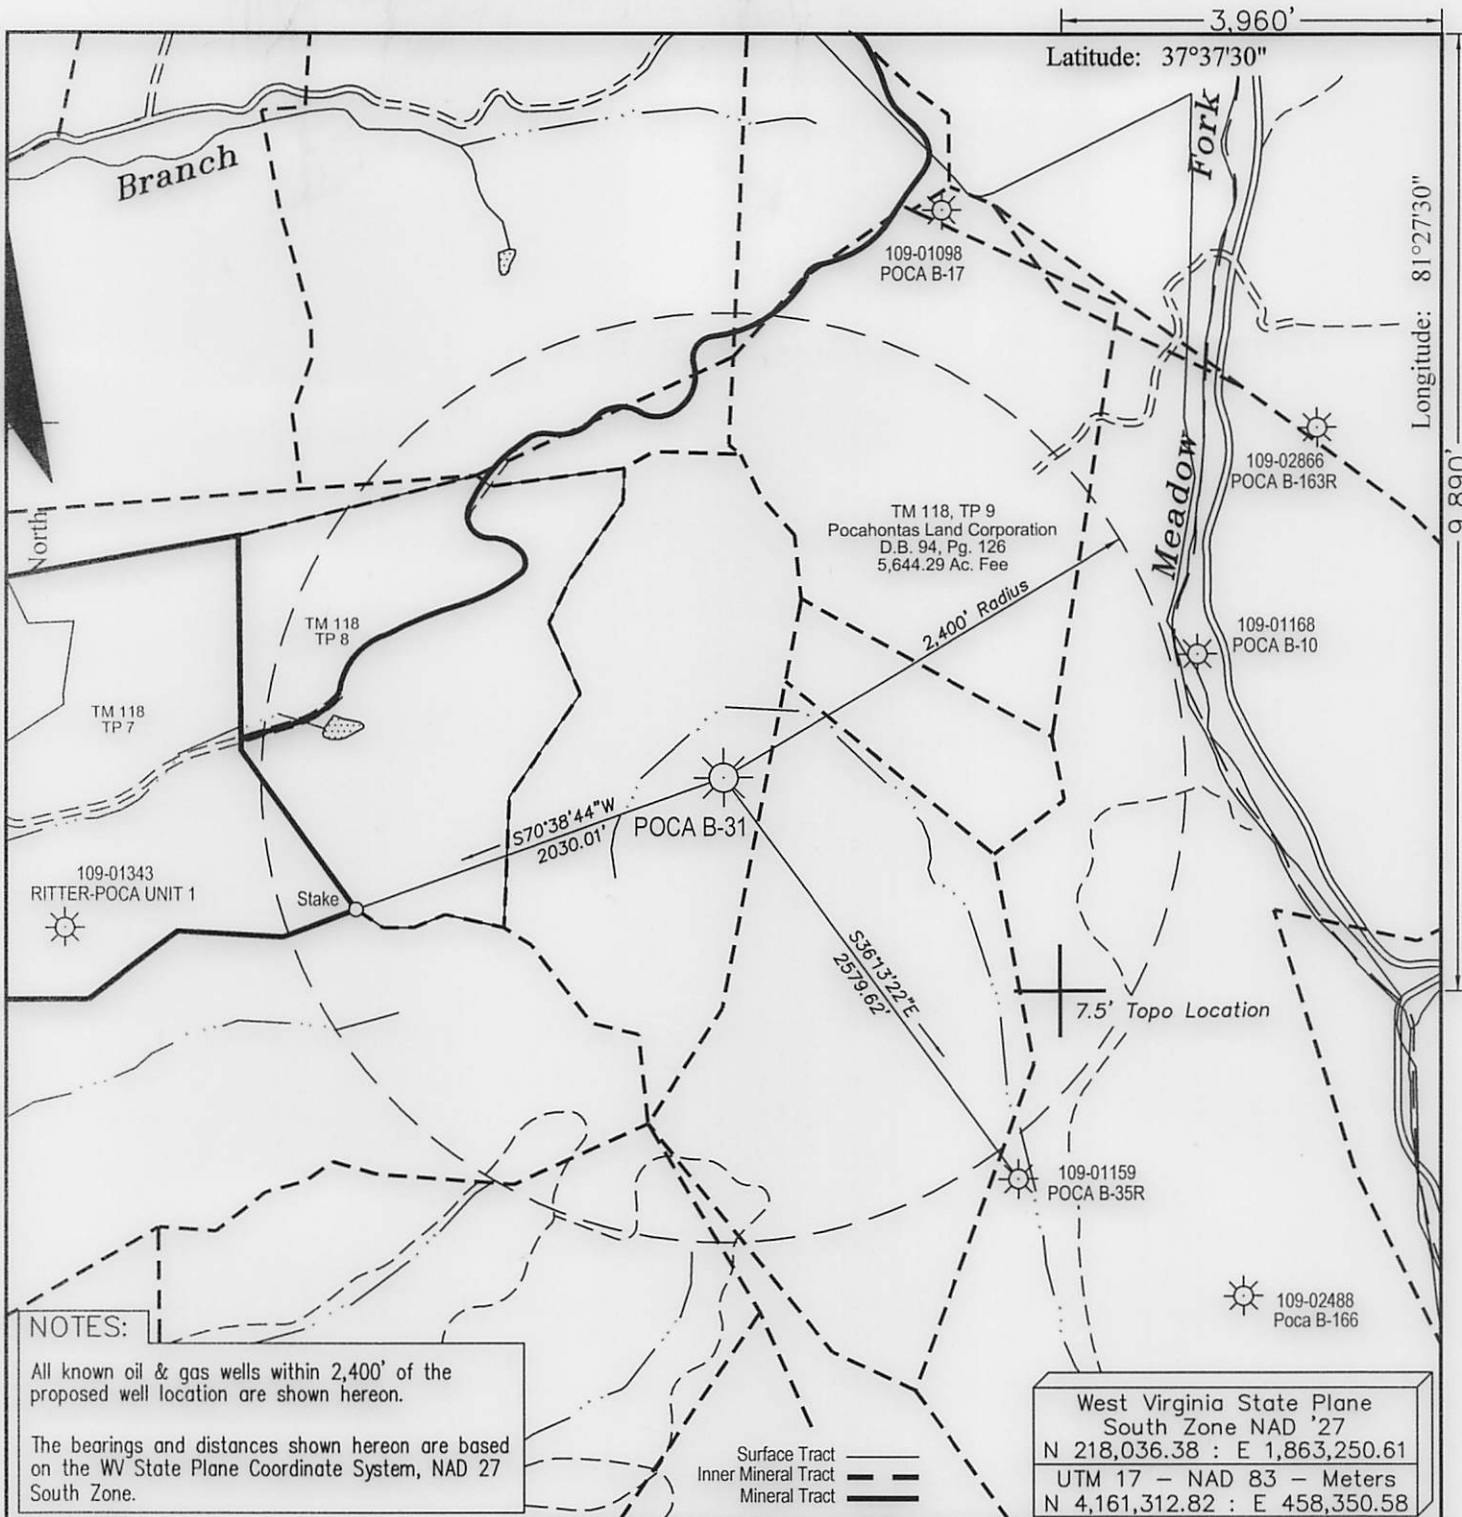 3,960'
Latitude: 37°37'30"
Longitude: 81°27'30"
9,890'
Branch
Fork
Meadow
109-01098
POCA B-17
109-02866
POCA B-163R
TM 118, TP 9
Pocahontas Land Corporation
D.B. 94, Pg. 126
5,644.29 Ac. Fee
North
2,400' Radius
TM 118
TP 8
109-01168
POCA B-10
TM 118
TP 7
S70°38'44"W
2030.01'
POCA B-31
109-01343
RITTER-POCA UNIT 1
Stake
S36°13'22"E
2579.62'
7.5' Topo Location
109-01159
POCA B-35R
109-02488
Poca B-166
NOTES:
All known oil & gas wells within 2,400' of the
proposed well location are shown hereon.
The bearings and distances shown hereon are based
on the WV State Plane Coordinate System, NAD 27
South Zone.
Surface Tract
Inner Mineral Tract
Mineral Tract
West Virginia State Plane
South Zone NAD '27
N 218,036.38 : E 1,863,250.61
UTM 17 – NAD 83 – Meters
N 4,161,312.82 : E 458,350.58